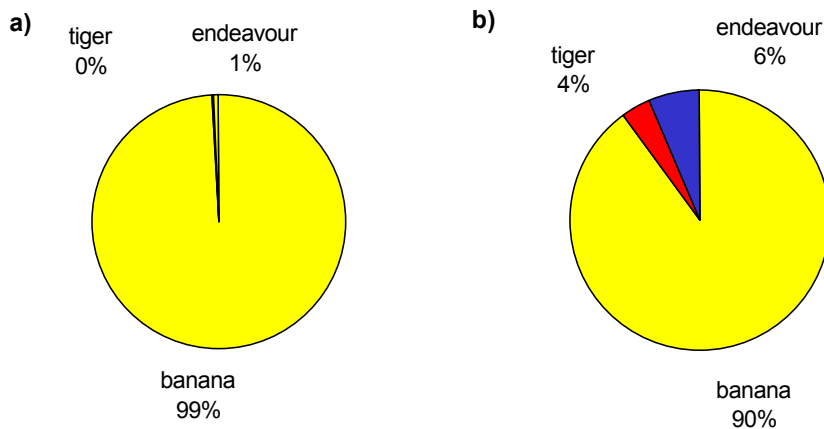 a)
tiger
0%
endeavour
1%
banana
99%
b)
tiger
4%
endeavour
6%
banana
90%